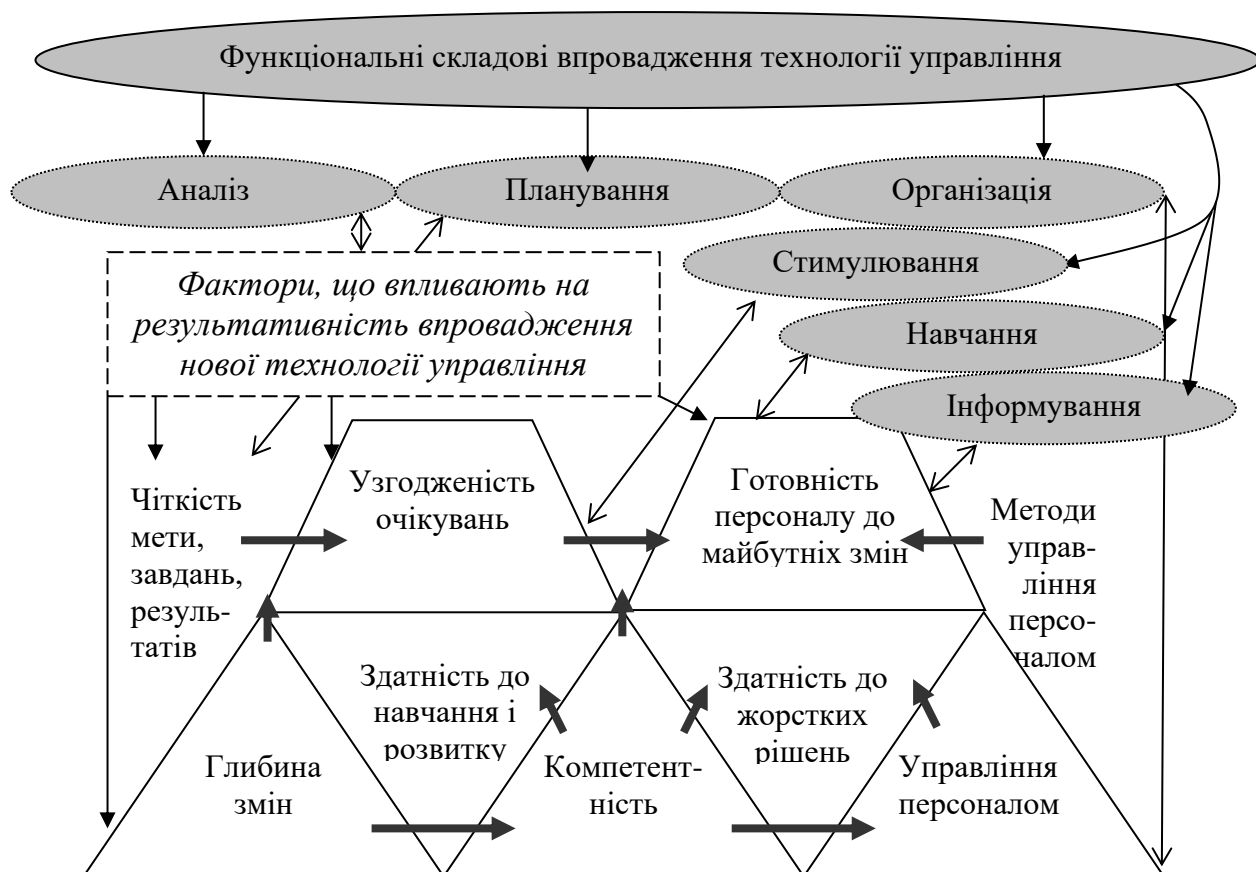 Функціональні складові впровадження технології управління
Аналіз
Планування
Організація
Стимулювання
Навчання
Інформування
Фактори, що впливають на
результативність впровадження
нової технології управління
Чіткість
мети,
завдань,
резуль-
татів
Узгодженість
очікувань
Готовність
персоналу до
майбутніх змін
Методи
управ-
ління
персо-
налом
Глибина
змін
Здатність до
навчання і
розвитку
Компетент-
ність
Здатність до
жорстких
рішень
Управління
персоналом